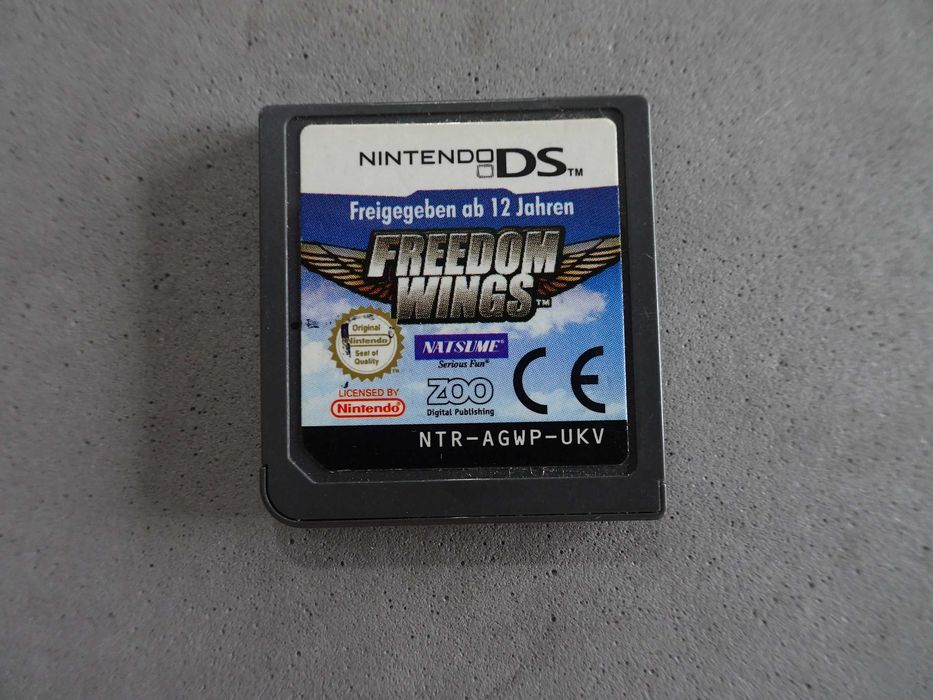 NINTENDO DS™
Freigegeben ab 12 Jahren
FREEDOM
WINGS™
Original
Nintendo
Seal of
Quality
™
LICENSED BY
Nintendo®
NATSUME®
Serious Fun®
ZOO
Digital Publishing
CE
NTR-AGWP-UKV